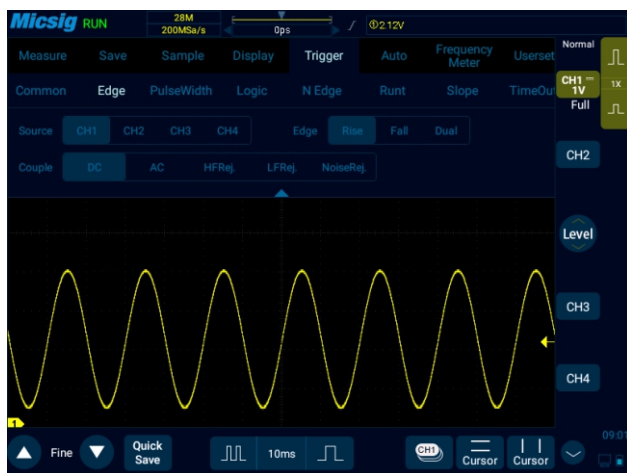 Micsig RUN 28M 200MSa/s 0ps ①2.12V
Measure Save Sample Display Trigger Auto Frequency Meter Userset Normal
Common Edge PulseWidth Logic N Edge Runt Slope TimeOut CH1 1V 1X
Full
Source CH1 CH2 CH3 CH4 Edge Rise Fall Dual
CH2
Couple DC AC HFRej. LFRej. NoiseRej.
Level
CH3
CH4
1
Fine Quick Save 10ms CH1 Cursor Cursor
09:01